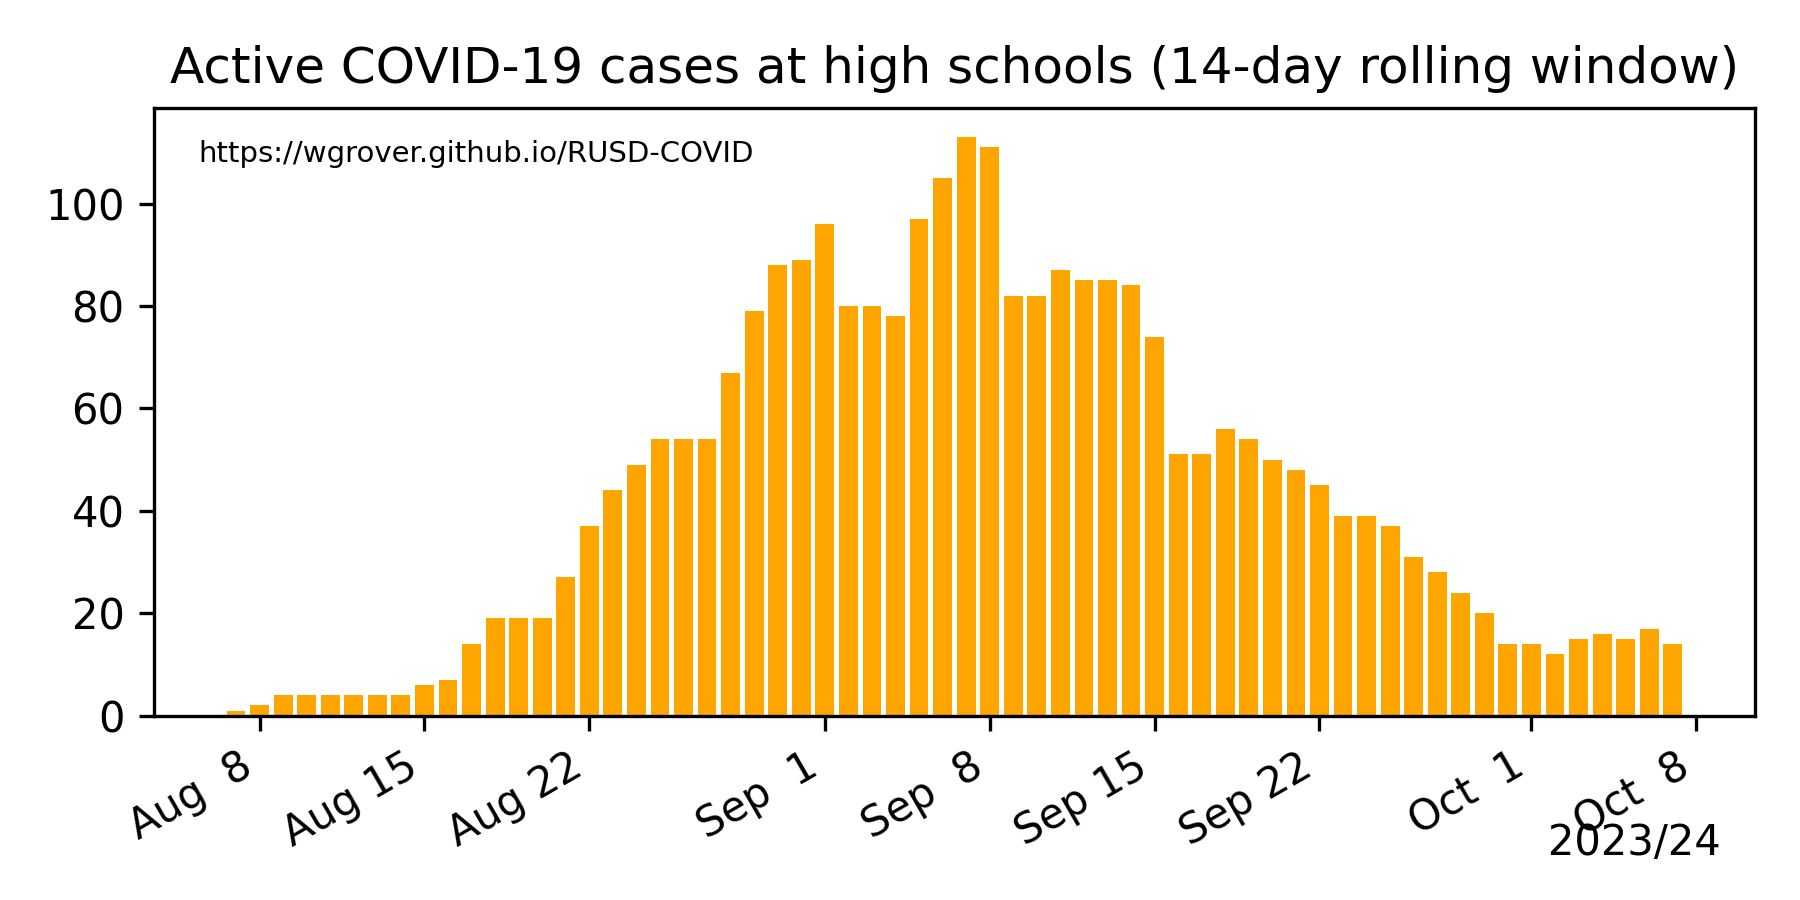 Active COVID-19 cases at high schools (14-day rolling window)
https://wgrover.github.io/RUSD-COVID
100
80
60
40
20
0
Aug 8
Aug 15
Aug 22
Sep 1
Sep 8
Sep 15
Sep 22
Oct 1
Oct 8
2023/24